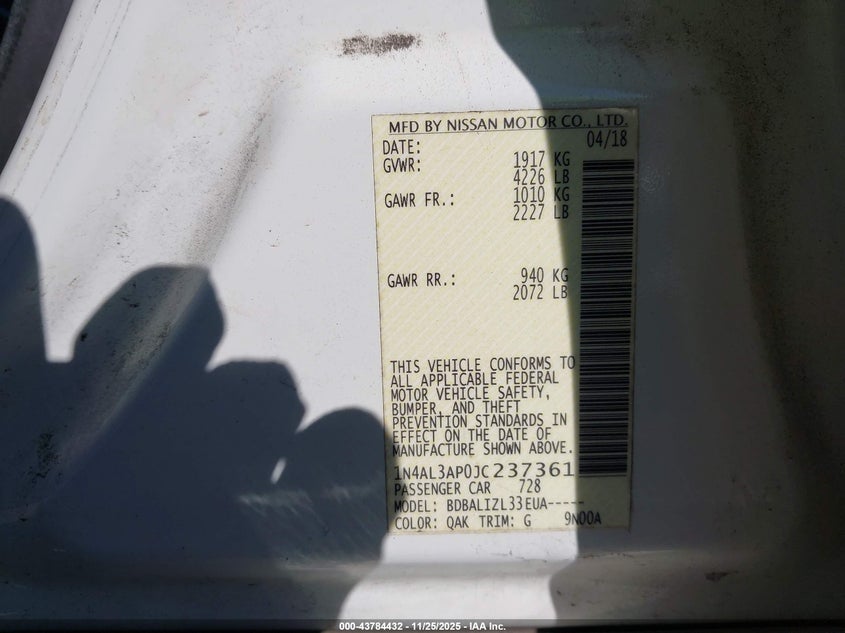 MFD BY NISSAN MOTOR CO., LTD.
DATE: 04/18
GVWR: 1917 KG
4226 LB
GAWR FR.: 1010 KG
2227 LB
GAWR RR.: 940 KG
2072 LB
THIS VEHICLE CONFORMS TO
ALL APPLICABLE FEDERAL
MOTOR VEHICLE SAFETY,
BUMPER, AND THEFT
PREVENTION STANDARDS IN
EFFECT ON THE DATE OF
MANUFACTURE SHOWN ABOVE.
1N4AL3AP0JC237361
PASSENGER CAR 728
MODEL: BDBALIZL33EUA-----
COLOR: QAK TRIM: G 9N00A
000-43784432 - 11/25/2025 - IAA Inc.